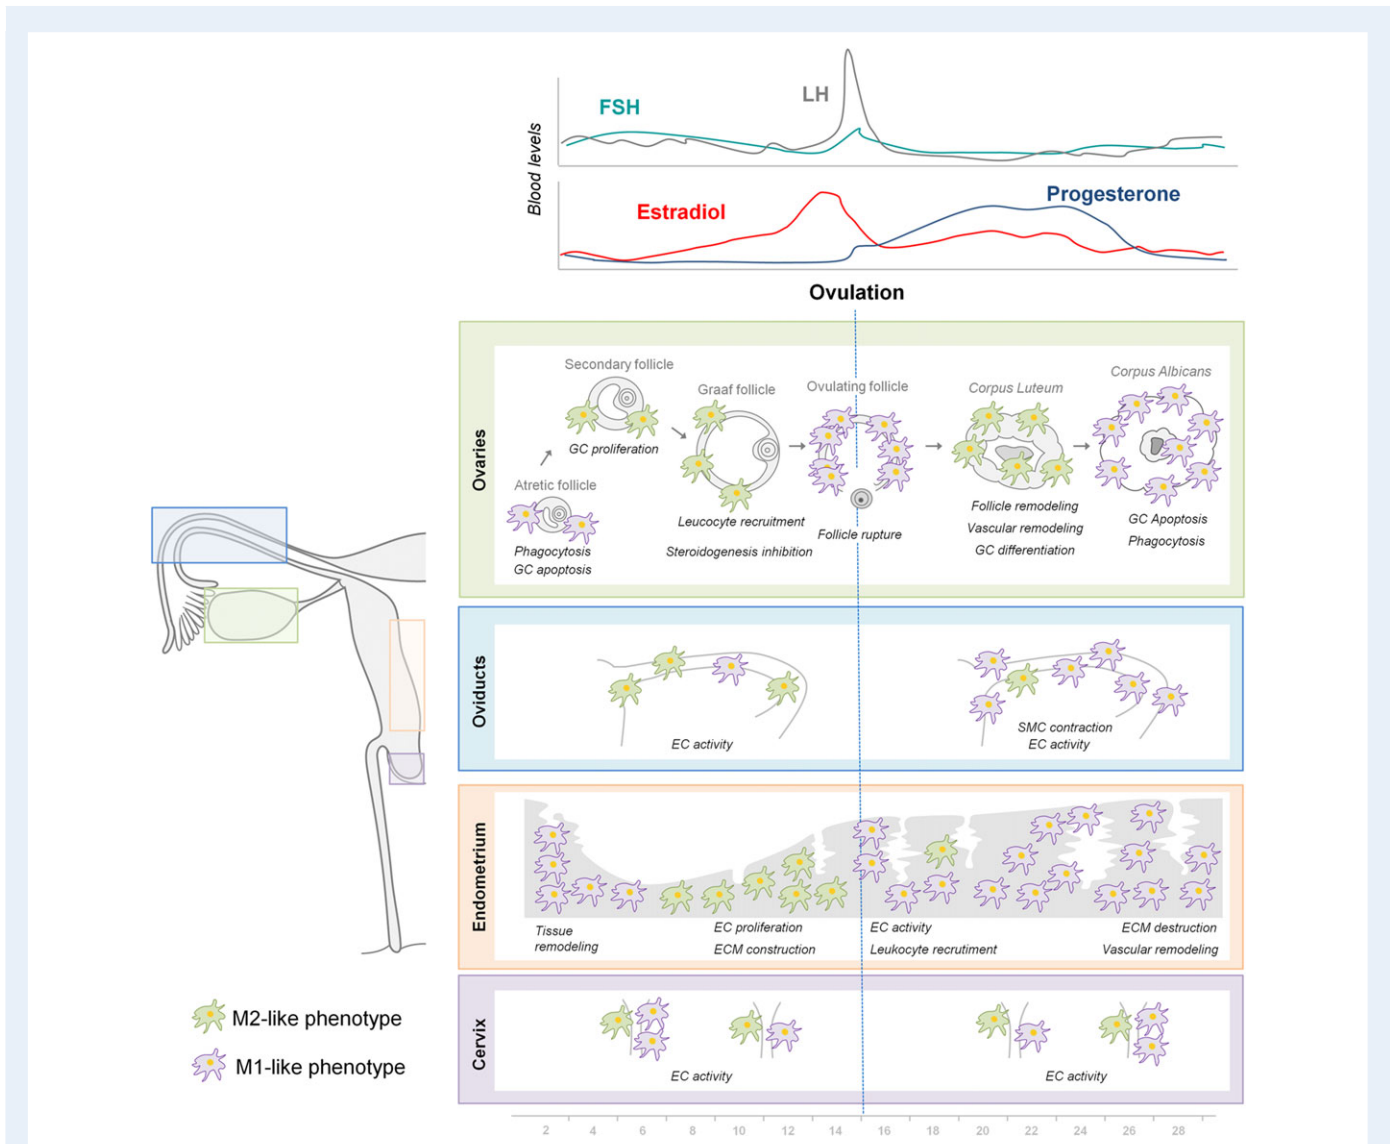 FSH
LH
Blood levels
Estradiol
Progesterone
Ovulation
Ovaries
Secondary follicle
GC proliferation
Atretic follicle
Phagocytosis
GC apoptosis
Graaf follicle
Leucocyte recruitment
Steroidogenesis inhibition
Ovulating follicle
Follicle rupture
Corpus Luteum
Follicle remodeling
Vascular remodeling
GC differentiation
Corpus Albicans
GC Apoptosis
Phagocytosis
Oviducts
EC activity
SMC contraction
EC activity
Endometrium
Tissue
remodeling
EC proliferation
ECM construction
EC activity
Leukocyte recrutiment
ECM destruction
Vascular remodeling
Cervix
EC activity
EC activity
M2-like phenotype
M1-like phenotype
2 4 6 8 10 12 14 16 18 20 22 24 26 28